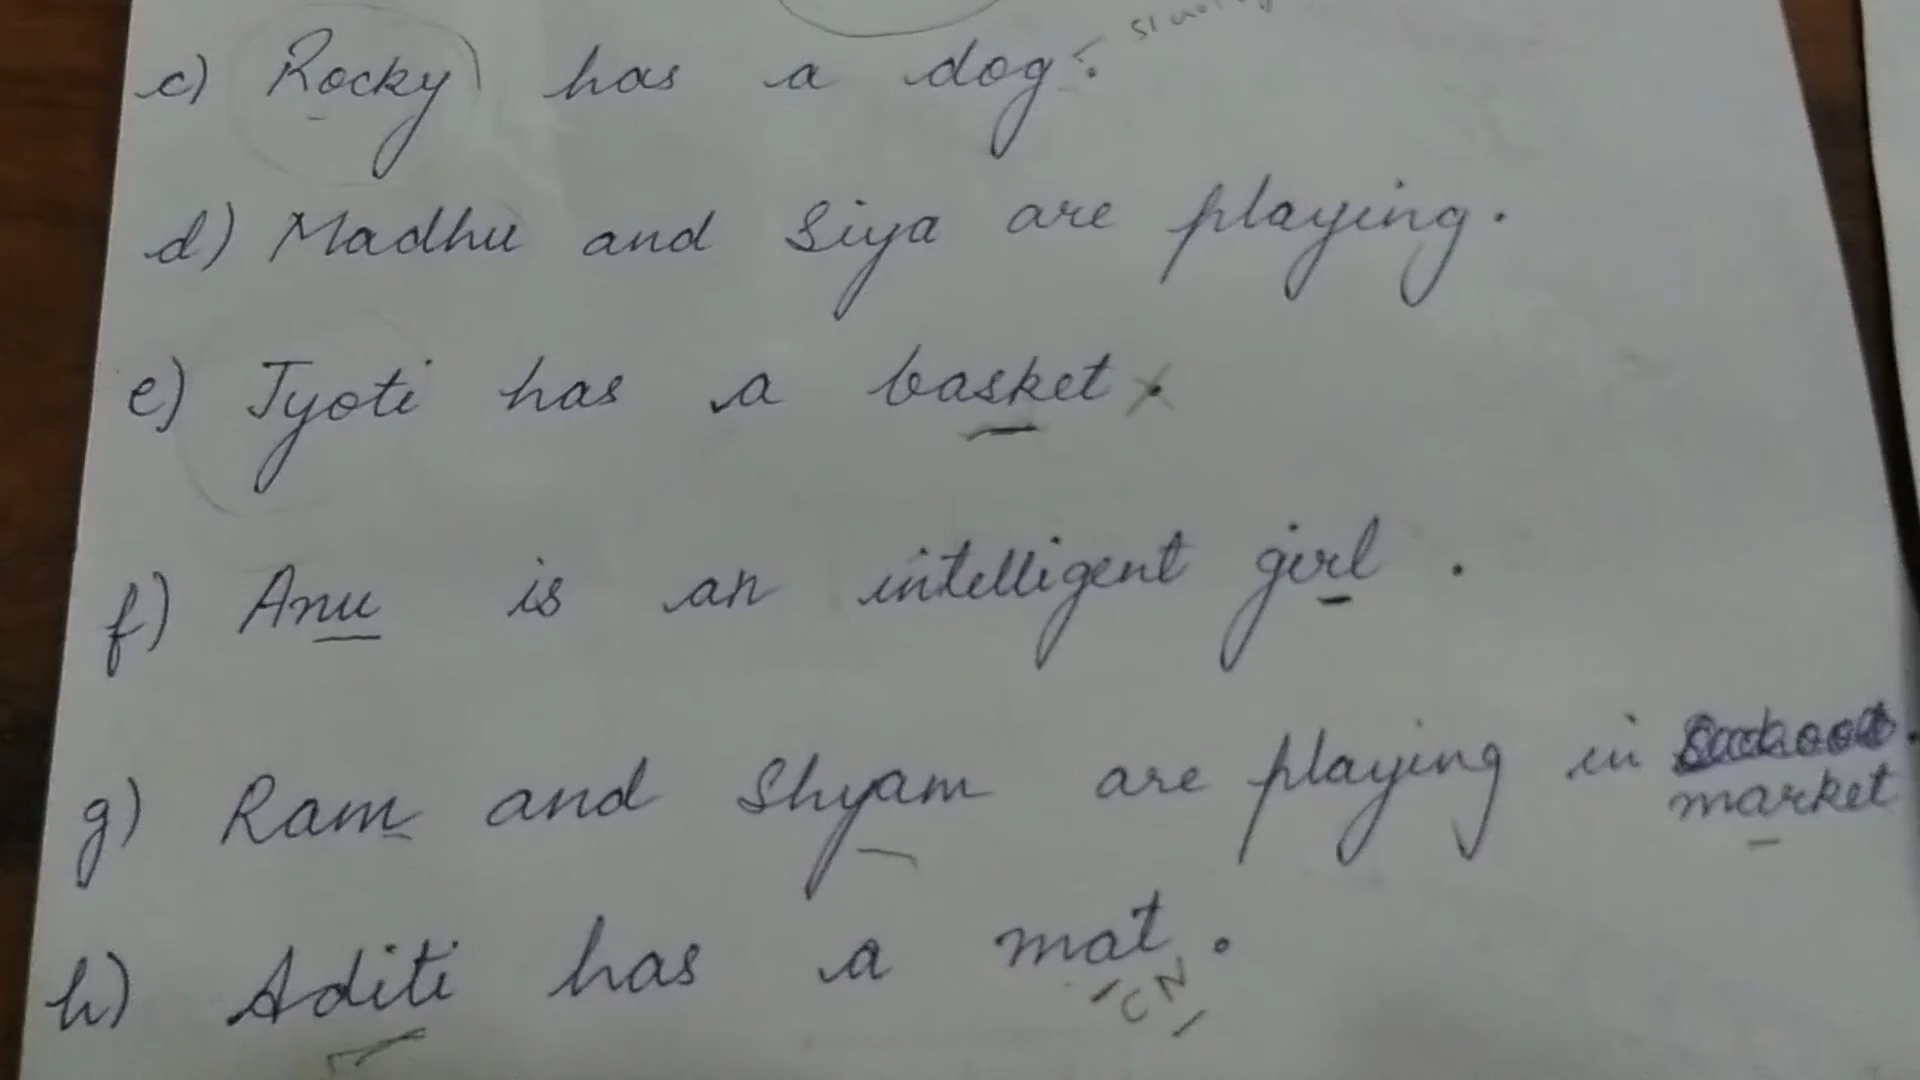 c) Rocky has a dog.
d) Madhu and Siya are playing.
e) Jyoti has a basket.
f) Anu is an intelligent girl.
g) Ram and Shyam are playing in
market
h) Aditi has a mat.
CN